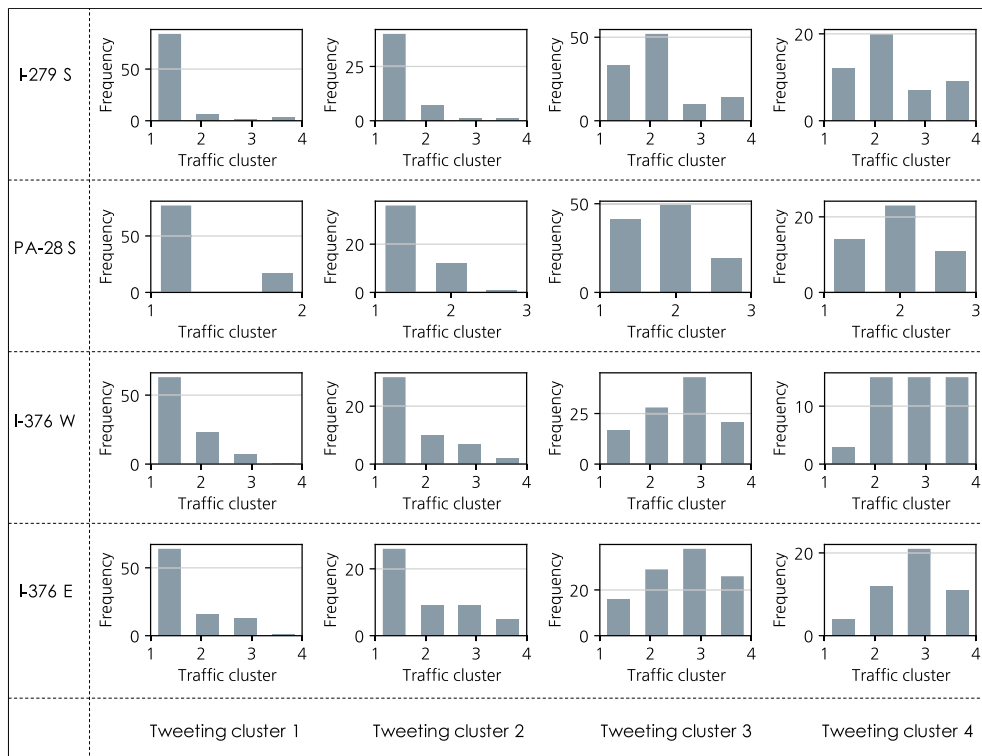 I-279 S
Frequency
50
0
1 2 3 4
Traffic cluster
Frequency
25
0
1 2 3 4
Traffic cluster
Frequency
50
0
1 2 3 4
Traffic cluster
Frequency
20
0
1 2 3 4
Traffic cluster
PA-28 S
Frequency
50
0
1 2
Traffic cluster
Frequency
20
0
1 2 3
Traffic cluster
Frequency
50
0
1 2 3
Traffic cluster
Frequency
20
0
1 2 3
Traffic cluster
I-376 W
Frequency
50
0
1 2 3 4
Traffic cluster
Frequency
20
0
1 2 3 4
Traffic cluster
Frequency
25
0
1 2 3 4
Traffic cluster
Frequency
10
0
1 2 3 4
Traffic cluster
I-376 E
Frequency
50
0
1 2 3 4
Traffic cluster
Frequency
20
0
1 2 3 4
Traffic cluster
Frequency
20
0
1 2 3 4
Traffic cluster
Frequency
20
0
1 2 3 4
Traffic cluster
Tweeting cluster 1 Tweeting cluster 2 Tweeting cluster 3 Tweeting cluster 4